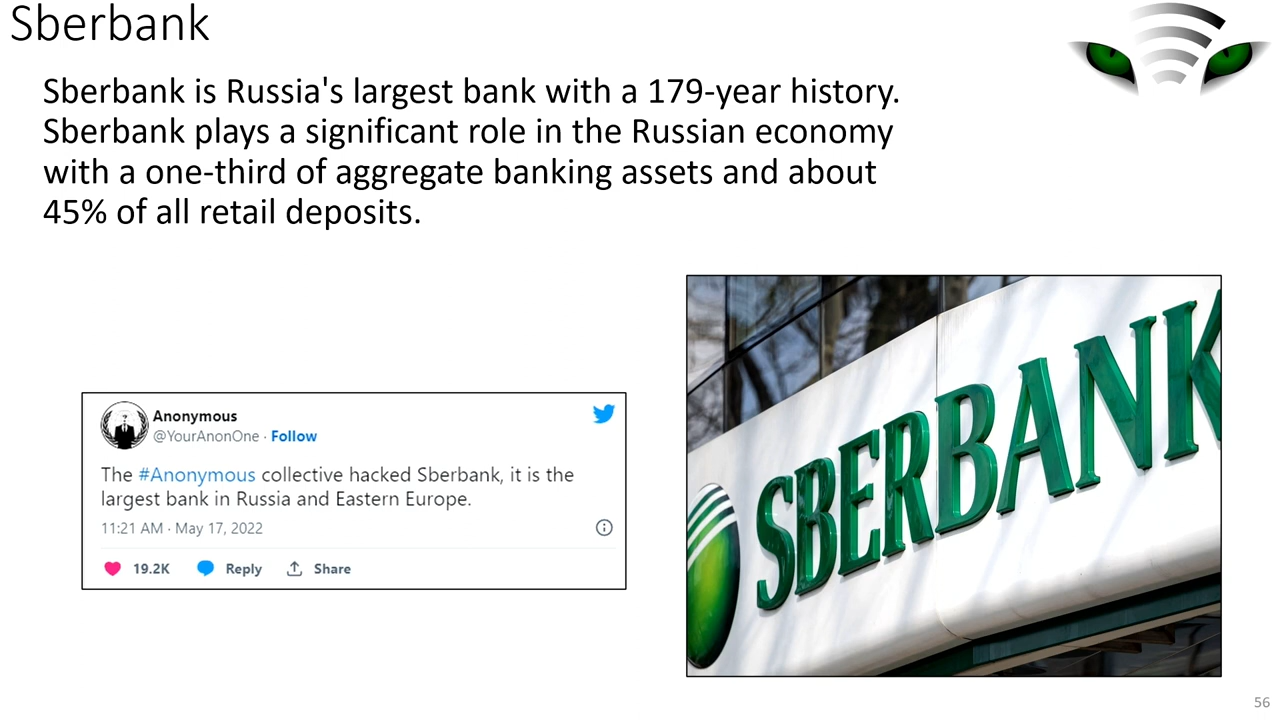 Sberbank
Sberbank is Russia's largest bank with a 179-year history.
Sberbank plays a significant role in the Russian economy
with a one-third of aggregate banking assets and about
45% of all retail deposits.
Anonymous
@YourAnonOne · Follow
The #Anonymous collective hacked Sberbank, it is the
largest bank in Russia and Eastern Europe.
11:21 AM · May 17, 2022
19.2K Reply Share
SBERBANK
56